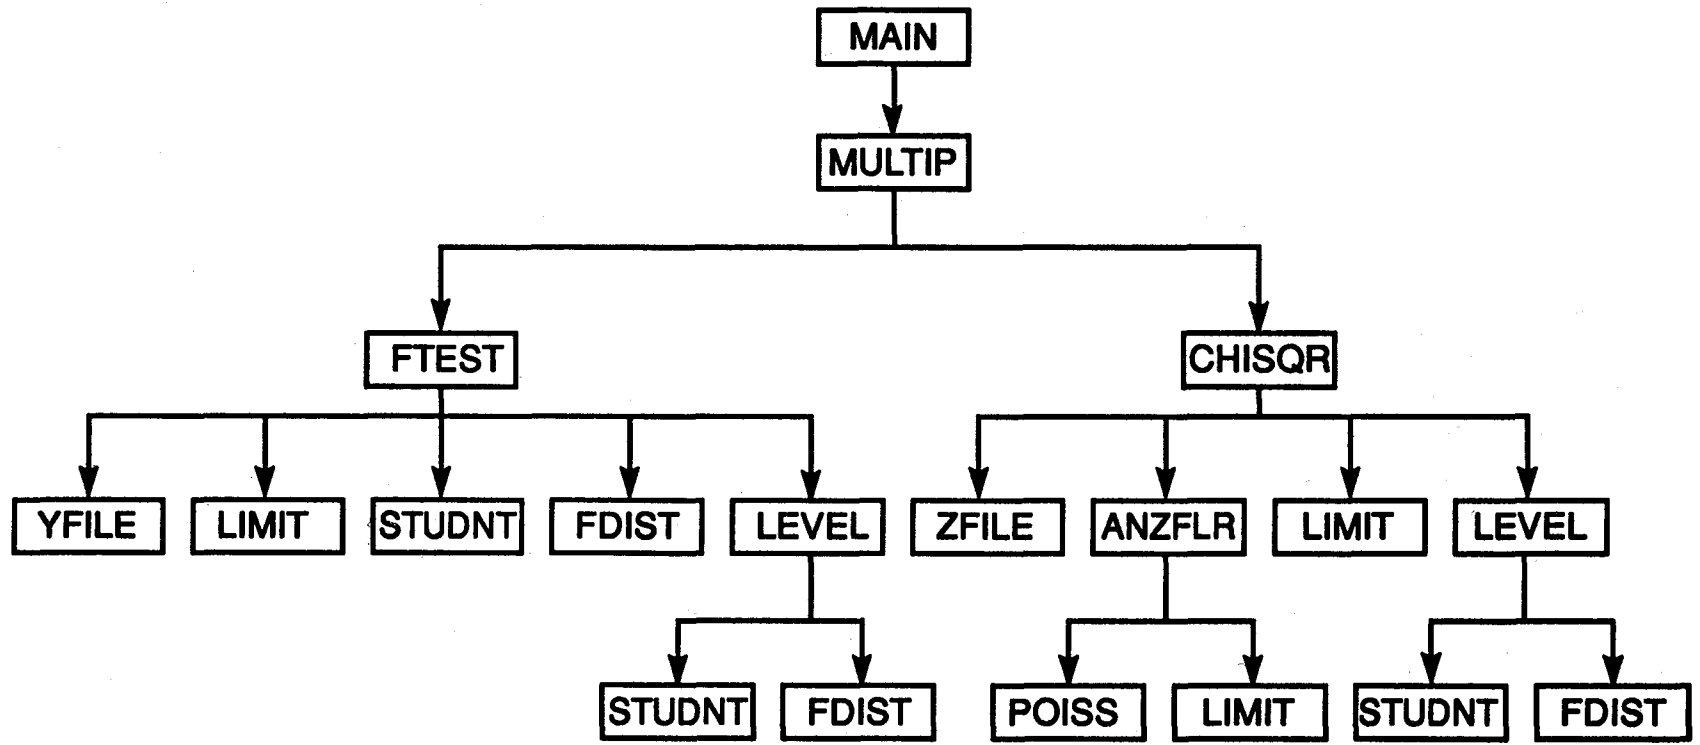 MAIN
MULTIP
FTEST CHISQR
YFILE LIMIT STUDNT FDIST LEVEL ZFILE ANZFLR LIMIT LEVEL
STUDNT FDIST POISS LIMIT STUDNT FDIST